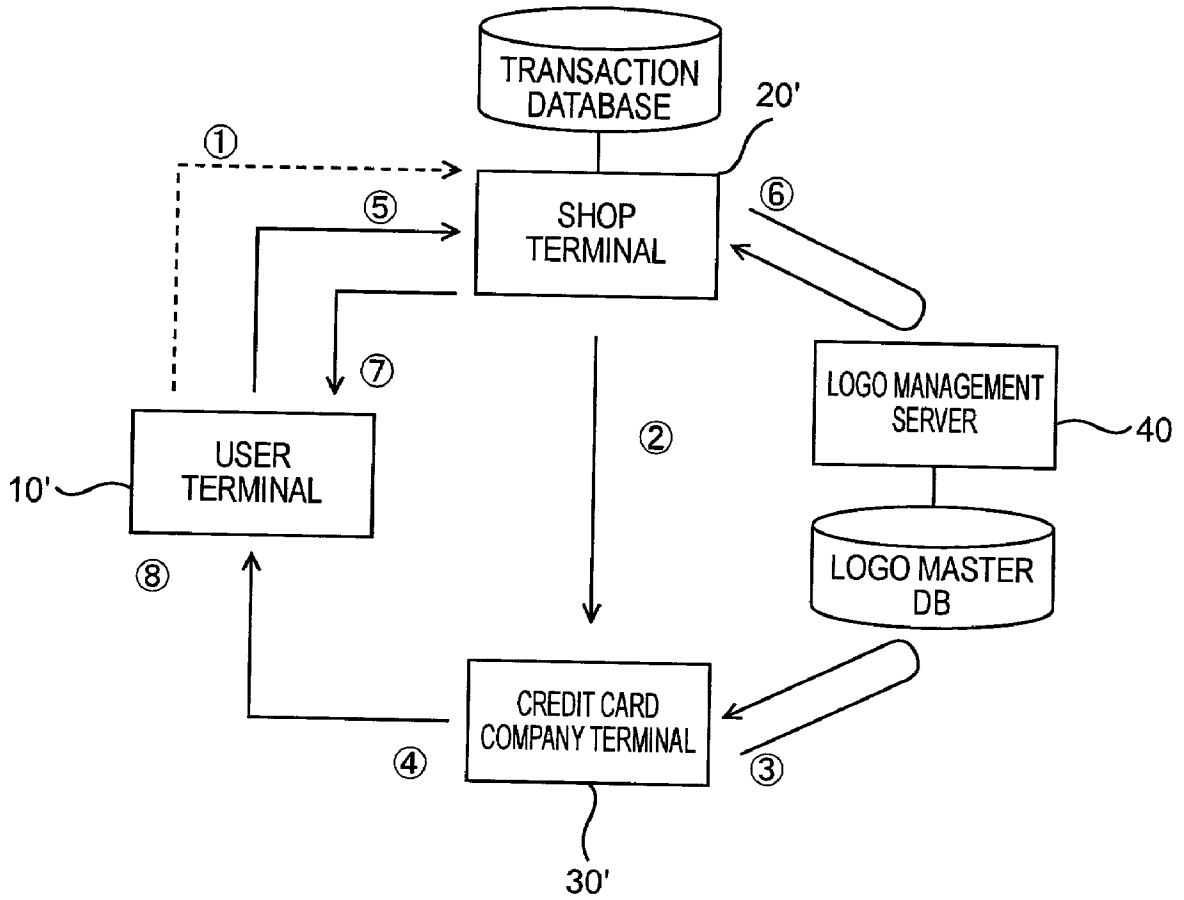 TRANSACTION
DATABASE
20'
①
⑤
SHOP
TERMINAL
⑥
⑦
②
LOGO MANAGEMENT
SERVER
40
USER
TERMINAL
10'
⑧
LOGO MASTER
DB
CREDIT CARD
COMPANY TERMINAL
④
③
30'